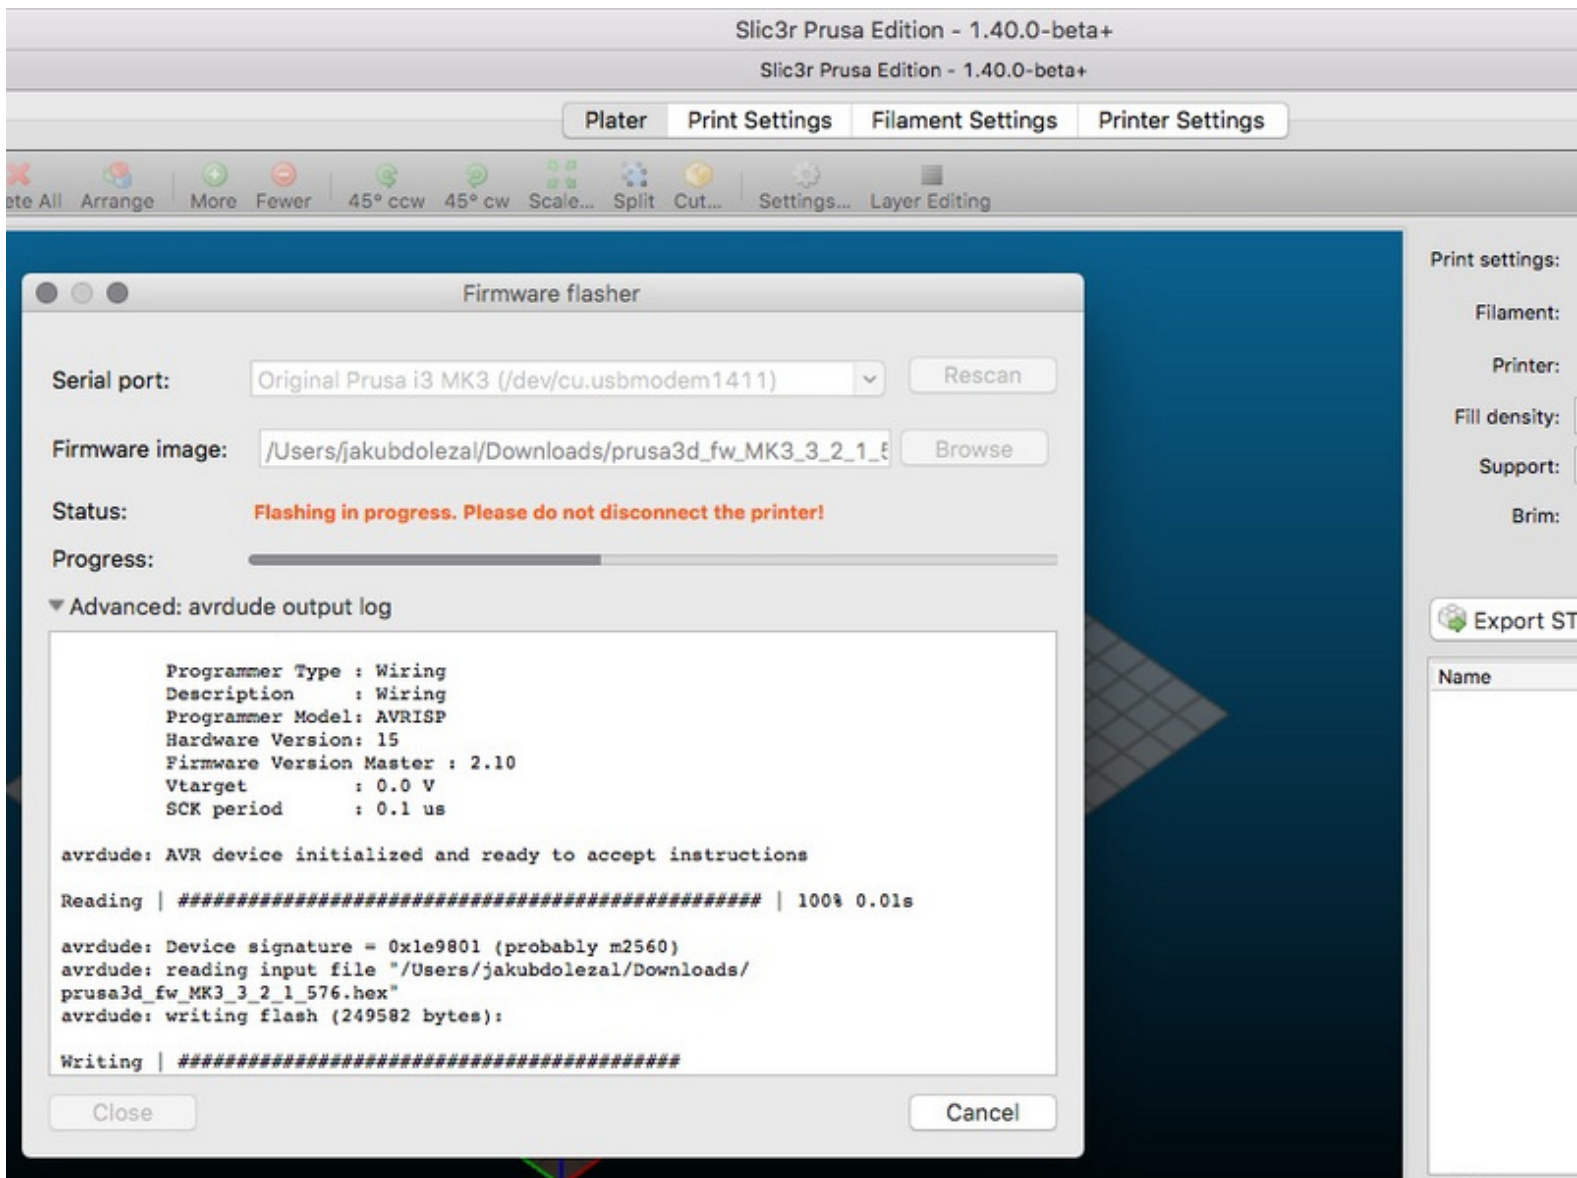 Slic3r Prusa Edition - 1.40.0-beta+
Slic3r Prusa Edition - 1.40.0-beta+
Plater Print Settings Filament Settings Printer Settings
ete All Arrange More Fewer 45° ccw 45° cw Scale... Split Cut... Settings... Layer Editing
Print settings:
Filament:
Printer:
Fill density:
Support:
Brim:
Export ST
Name
Firmware flasher
Serial port: Original Prusa i3 MK3 (/dev/cu.usbmodem1411) Rescan
Firmware image: /Users/jakubdolezal/Downloads/prusa3d_fw_MK3_3_2_1_5 Browse
Status: Flashing in progress. Please do not disconnect the printer!
Progress:
Advanced: avrdude output log
Programmer Type : Wiring
Description : Wiring
Programmer Model: AVRISP
Hardware Version: 15
Firmware Version Master : 2.10
Vtarget : 0.0 V
SCK period : 0.1 us
avrdude: AVR device initialized and ready to accept instructions
Reading | ################################################## | 100% 0.01s
avrdude: Device signature = 0x1e9801 (probably m2560)
avrdude: reading input file "/Users/jakubdolezal/Downloads/
prusa3d_fw_MK3_3_2_1_576.hex"
avrdude: writing flash (249582 bytes):
Writing | ###########################################
Close Cancel